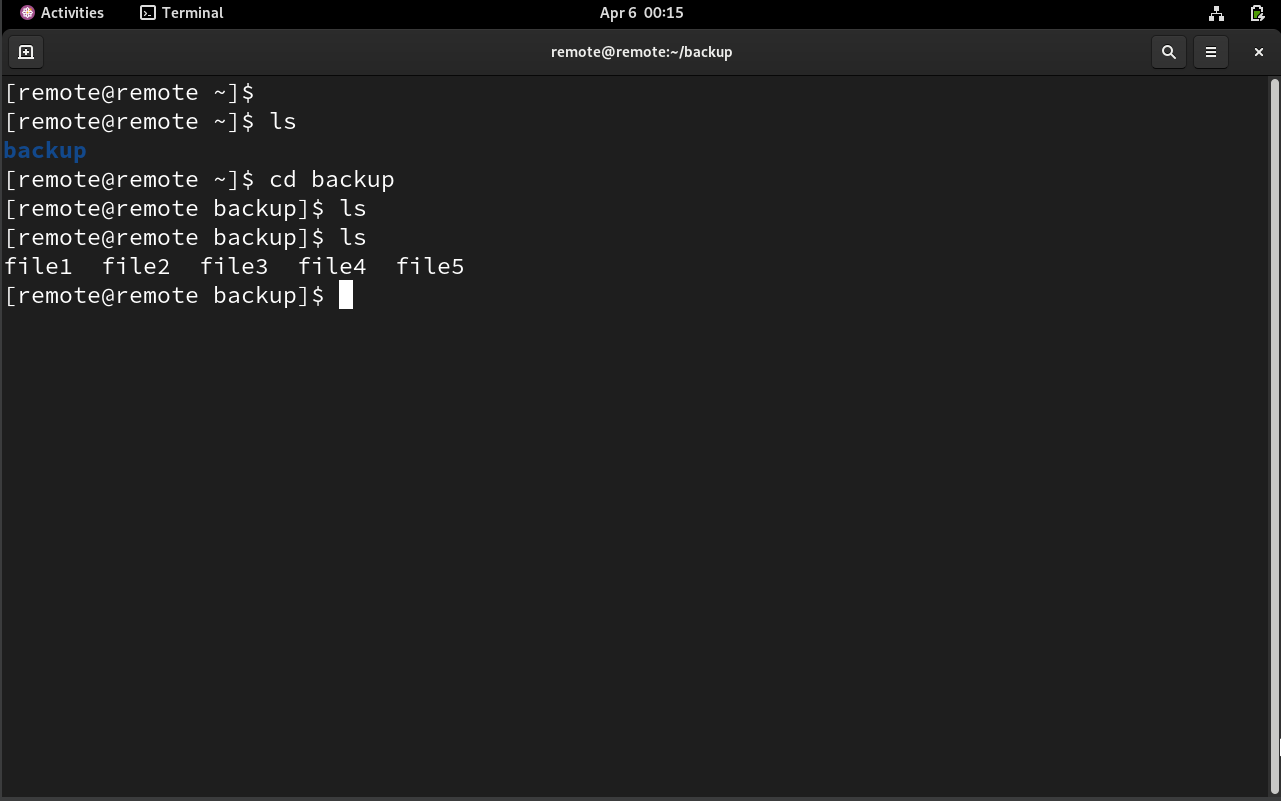 Activities Terminal Apr 6 00:15
remote@remote:~/backup
[remote@remote ~]$
[remote@remote ~]$ ls
backup
[remote@remote ~]$ cd backup
[remote@remote backup]$ ls
[remote@remote backup]$ ls
file1 file2 file3 file4 file5
[remote@remote backup]$